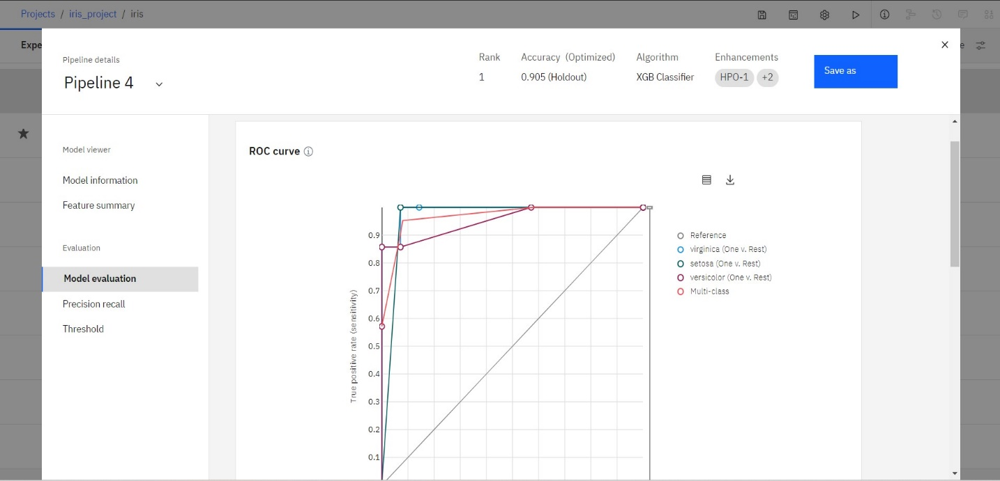 Projects / iris_project / iris
Expe
e
Pipeline details
Pipeline 4
Rank
1
Accuracy (Optimized)
0.905 (Holdout)
Algorithm
XGB Classifier
Enhancements
HPO-1 +2
Save as
Model viewer
Model information
Feature summary
Evaluation
Model evaluation
Precision recall
Threshold
ROC curve
True positive rate (sensitivity)
0.9
0.8
0.7
0.6
0.5
0.4
0.3
0.2
0.1
Reference
virginica (One v. Rest)
setosa (One v. Rest)
versicolor (One v. Rest)
Multi-class